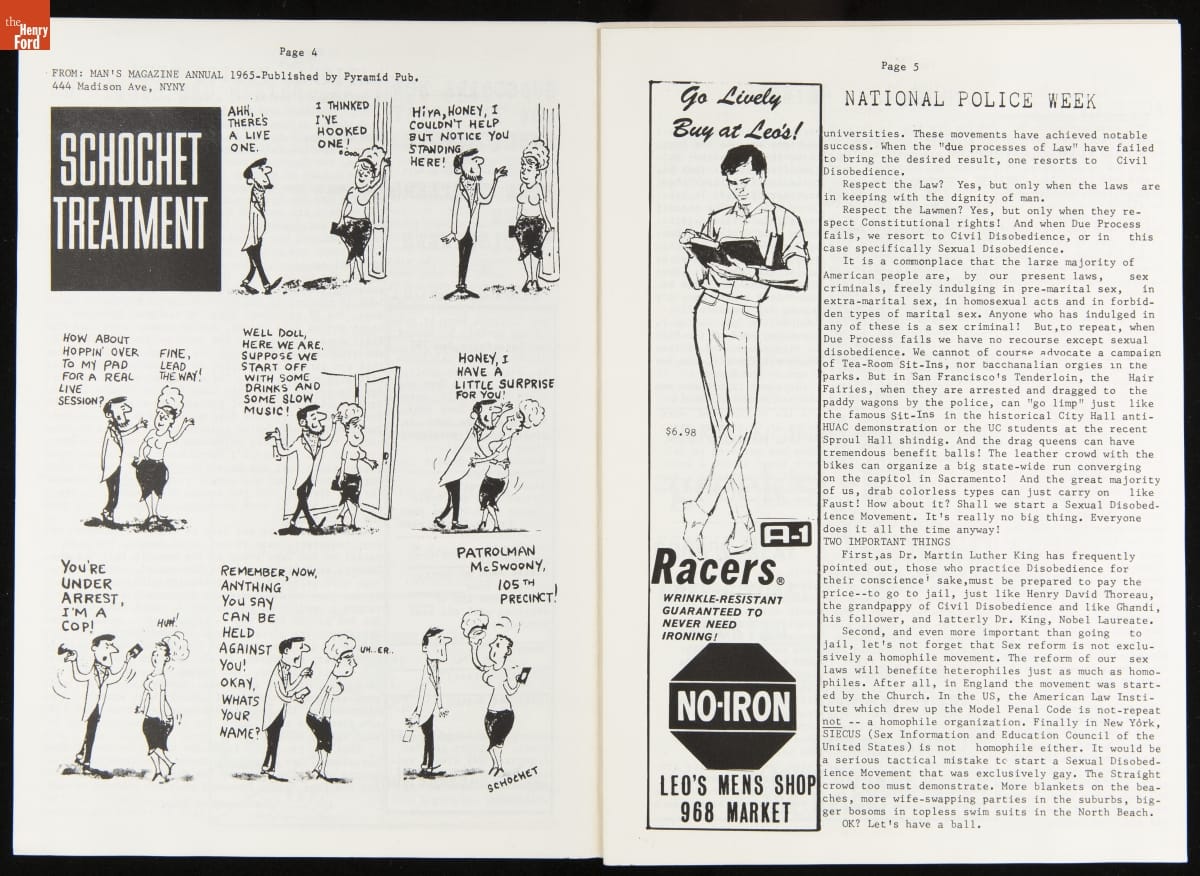 the
Henry
Ford
Page 4
FROM: MAN'S MAGAZINE ANNUAL 1965-Published by Pyramid Pub.
444 Madison Ave, NYNY
SCHOCHET
TREATMENT
AHH,
THERE'S
A LIVE
ONE.
I THINKED
I'VE
HOOKED
ONE!
HIYA, HONEY, I
COULDN'T HELP
BUT NOTICE YOU
STANDING
HERE!
HOW ABOUT
HOPPIN' OVER
TO MY PAD
FOR A REAL
LIVE
SESSION?
FINE,
LEAD
THE WAY!
WELL DOLL,
HERE WE ARE.
SUPPOSE WE
START OFF
WITH SOME
DRINKS AND
SOME SLOW
MUSIC!
HONEY, I
HAVE A
LITTLE SURPRISE
FOR YOU!
YOU'RE
UNDER
ARREST,
I'M A
COP!
HUH!
REMEMBER, NOW,
ANYTHING
YOU SAY
CAN BE
HELD
AGAINST
YOU!
OKAY,
WHATS
YOUR
NAME?
UH..ER..
PATROLMAN
McSWOONY,
105TH
PRECINCT!
SCHOCHET
Page 5
Go Lively
Buy at Leo's!
$6.98
A-1
Racers®
WRINKLE-RESISTANT
GUARANTEED TO
NEVER NEED
IRONING!
NO-IRON
LEO'S MENS SHOP
968 MARKET
NATIONAL POLICE WEEK
universities. These movements have achieved notable
success. When the "due processes of Law" have failed
to bring the desired result, one resorts to Civil
Disobedience.
Respect the Law? Yes, but only when the laws are
in keeping with the dignity of man.
Respect the Lawmen? Yes, but only when they re-
spect Constitutional rights! And when Due Process
fails, we resort to Civil Disobedience, or in this
case specifically Sexual Disobedience.
It is a commonplace that the large majority of
American people are, by our present laws, sex
criminals, freely indulging in pre-marital sex, in
extra-marital sex, in homosexual acts and in forbid-
den types of marital sex. Anyone who has indulged in
any of these is a sex criminal! But,to repeat, when
Due Process fails we have no recourse except sexual
disobedience. We cannot of course advocate a campaign
of Tea-Room Sit-Ins, nor bacchanalian orgies in the
parks. But in San Francisco's Tenderloin, the Hair
Fairies, when they are arrested and dragged to the
paddy wagons by the police, can "go limp" just like
the famous Sit-Ins in the historical City Hall anti-
HUAC demonstration or the UC students at the recent
Sproul Hall shindig. And the drag queens can have
tremendous benefit balls! The leather crowd with the
bikes can organize a big state-wide run converging
on the capitol in Sacramento! And the great majority
of us, drab colorless types can just carry on like
Faust! How about it? Shall we start a Sexual Disobed-
ience Movement. It's really no big thing. Everyone
does it all the time anyway!
TWO IMPORTANT THINGS
First,as Dr. Martin Luther King has frequently
pointed out, those who practice Disobedience for
their conscience' sake,must be prepared to pay the
price--to go to jail, just like Henry David Thoreau,
the grandpappy of Civil Disobedience and like Ghandi,
his follower, and latterly Dr. King, Nobel Laureate.
Second, and even more important than going to
jail, let's not forget that Sex reform is not exclu-
sively a homophile movement. The reform of our sex
laws will benefit heterophiles just as much as homo-
philes. After all, in England the movement was start-
ed by the Church. In the US, the American Law Insti-
tute which drew up the Model Penal Code is not-repeat
not -- a homophile organization. Finally in New York,
SIECUS (Sex Information and Education Council of the
United States) is not homophile either. It would be
a serious tactical mistake to start a Sexual Disobed-
ience Movement that was exclusively gay. The Straight
crowd too must demonstrate. More blankets on the bea-
ches, more wife-swapping parties in the suburbs, big-
ger bosoms in topless swim suits in the North Beach.
OK? Let's have a ball.